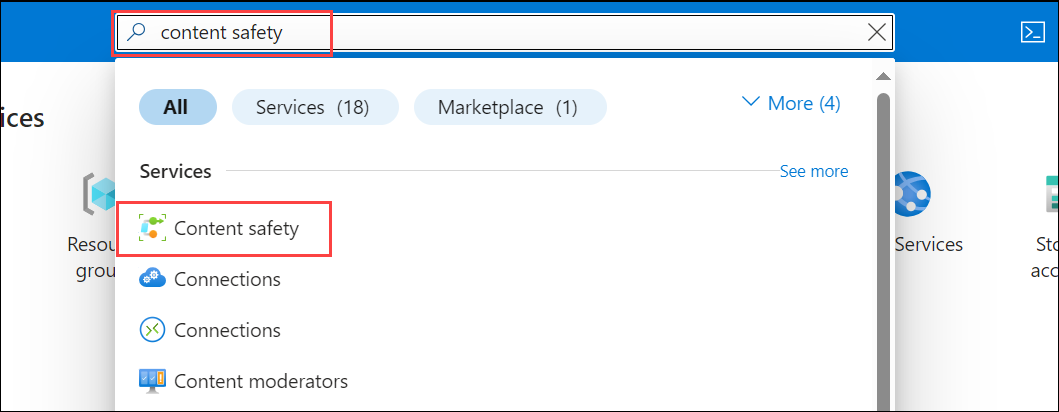 content safety
All
Services (18)
Marketplace (1)
More (4)
ices
Services
See more
Content safety
Connections
Connections
Content moderators
Resou
grou
Services
Sto
acc